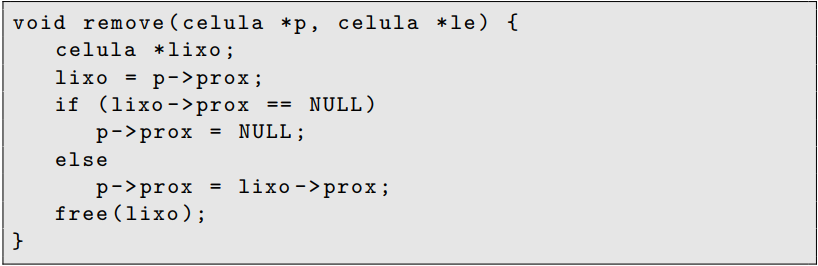 void remove(celula *p, celula *le) {
   celula *lixo;
   lixo = p->prox;
   if (lixo->prox == NULL)
      p->prox = NULL;
   else
      p->prox = lixo->prox;
   free(lixo);
}